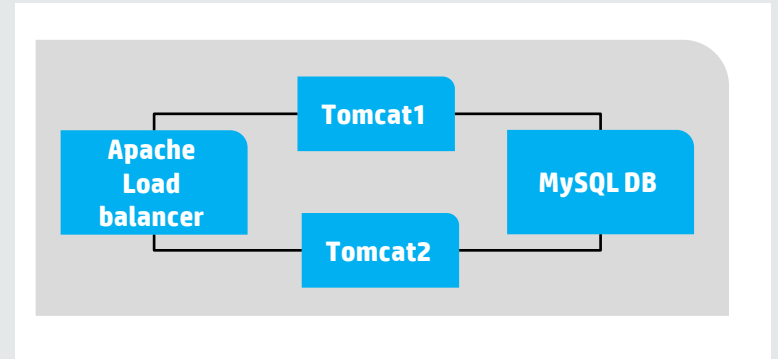 Tomcat1
Apache
Load
balancer
MySQL DB
Tomcat2